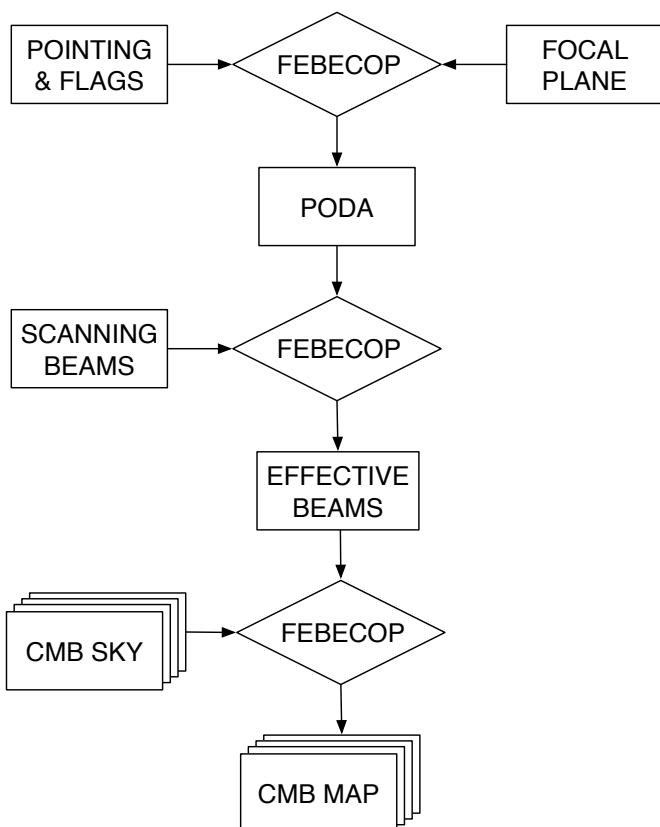 POINTING
& FLAGS
FEBECOP
FOCAL
PLANE
PODA
SCANNING
BEAMS
FEBECOP
EFFECTIVE
BEAMS
CMB SKY
FEBECOP
CMB MAP